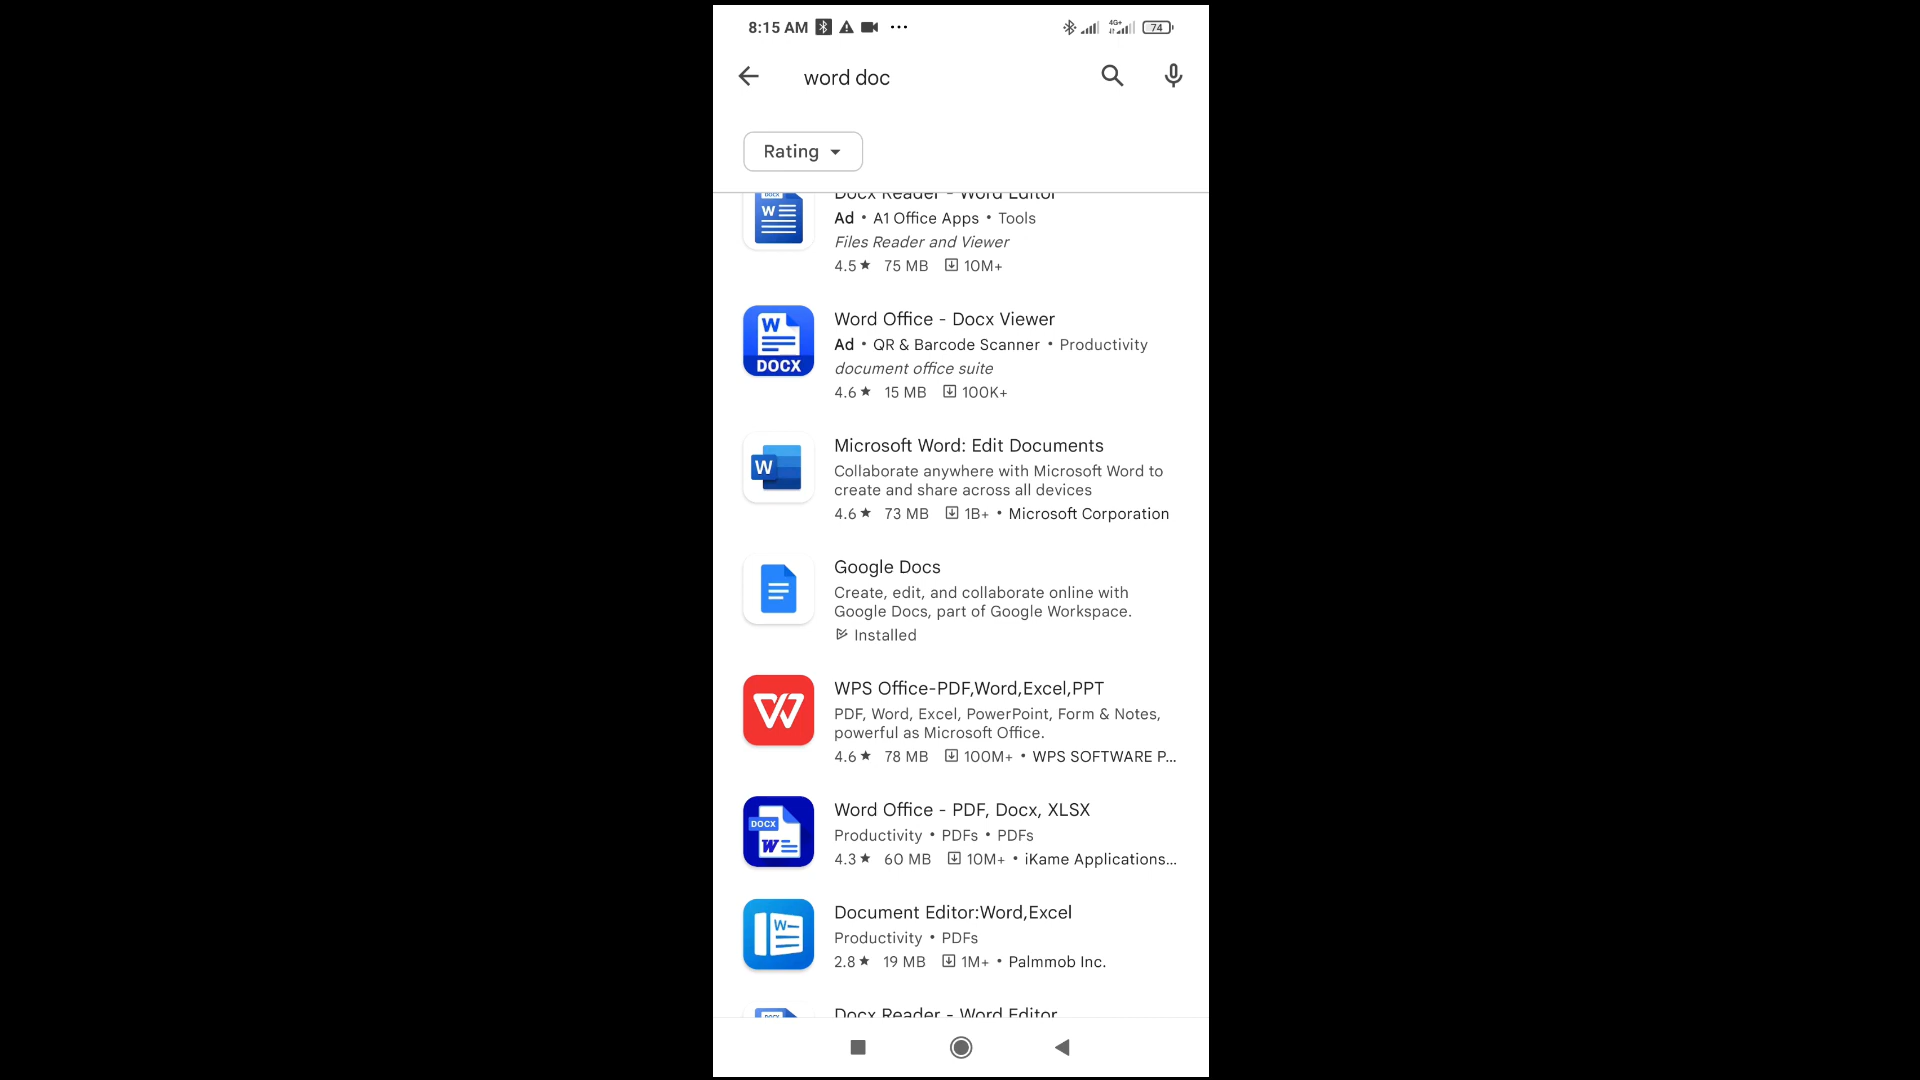 8:15 AM
4G+
74
word doc
Rating
Docx Reader - Word Editor
Ad • A1 Office Apps • Tools
Files Reader and Viewer
4.5★ 75 MB 10M+
Word Office - Docx Viewer
Ad • QR & Barcode Scanner • Productivity
document office suite
4.6★ 15 MB 100K+
DOCX
Microsoft Word: Edit Documents
Collaborate anywhere with Microsoft Word to
create and share across all devices
4.6★ 73 MB 1B+ • Microsoft Corporation
Google Docs
Create, edit, and collaborate online with
Google Docs, part of Google Workspace.
Installed
WPS Office-PDF,Word,Excel,PPT
PDF, Word, Excel, PowerPoint, Form & Notes,
powerful as Microsoft Office.
4.6★ 78 MB 100M+ • WPS SOFTWARE P...
DOCX
Word Office - PDF, Docx, XLSX
Productivity • PDFs • PDFs
4.3★ 60 MB 10M+ • iKame Applications...
Document Editor:Word,Excel
Productivity • PDFs
2.8★ 19 MB 1M+ • Palmmob Inc.
Docx Reader - Word Editor